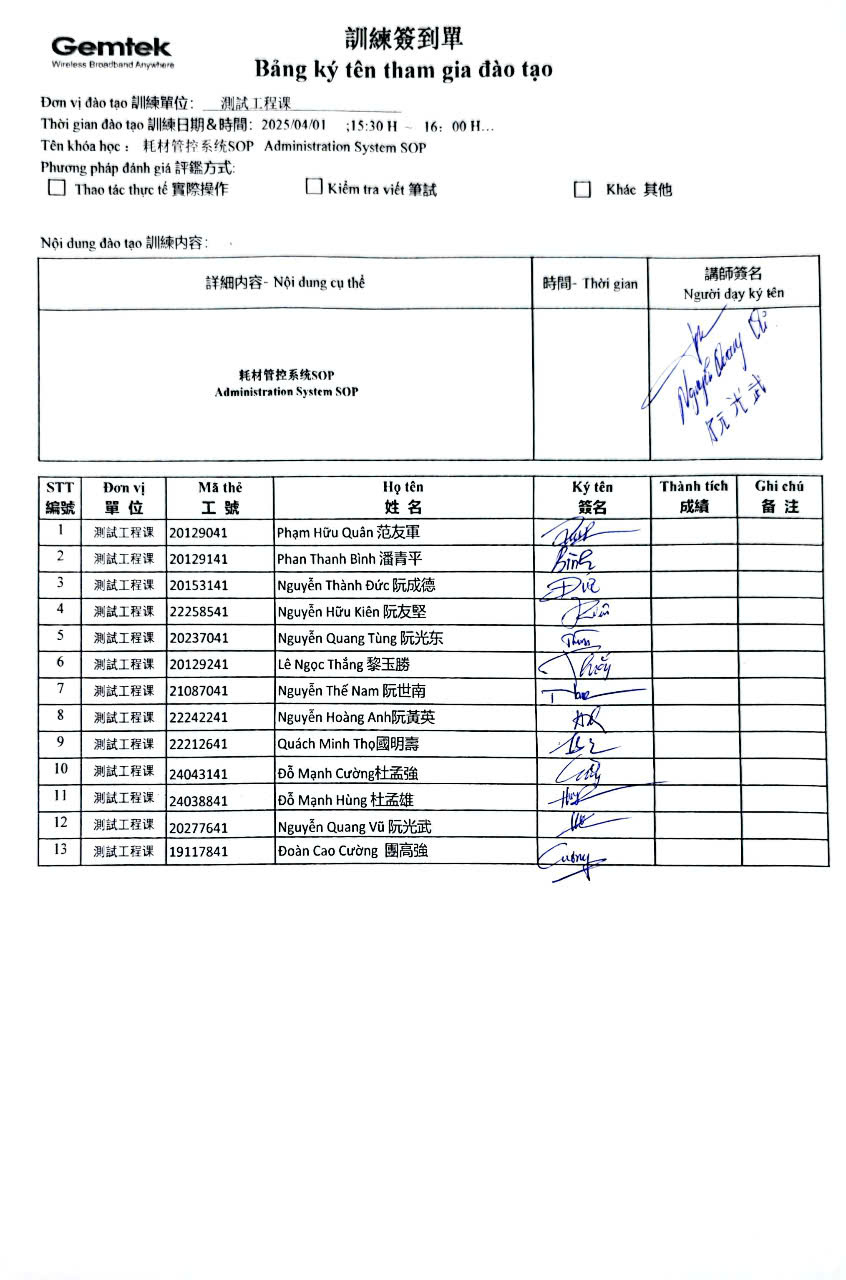 Gemtek
Wireless Broadband Anywhere
訓練簽到單
Bảng ký tên tham gia đào tạo
Đơn vị đào tạo 訓練單位: 測試工程课
Thời gian đào tạo 訓練日期&時間: 2025/04/01 ;15:30 H ~ 16: 00 H...
Tên khóa học : 耗材管控系统SOP Administration System SOP
Phương pháp đánh giá 評鑑方式:
Thao tác thực tế 實際操作 Kiểm tra viết 筆試 Khác 其他
Nội dung đào tạo 訓練內容:
詳細內容- Nội dung cụ thể 時間- Thời gian 講師簽名
Người dạy ký tên
耗材管控系统SOP
Administration System SOP
Nguyễn Quang Vũ
阮光武
STT Đơn vị Mã thẻ Họ tên Ký tên Thành tích Ghi chú
編號 單 位 工 號 姓 名 簽名 成績 備 注
1 測試工程课 20129041 Phạm Hữu Quân 范友軍
2 測試工程课 20129141 Phan Thanh Bình 潘青平 Bình
3 測試工程课 20153141 Nguyễn Thành Đức 阮成德 Đức
4 測試工程课 22258541 Nguyễn Hữu Kiên 阮友堅 Kiên
5 測試工程课 20237041 Nguyễn Quang Tùng 阮光东
6 測試工程课 20129241 Lê Ngọc Thắng 黎玉勝
7 測試工程课 21087041 Nguyễn Thế Nam 阮世南
8 測試工程课 22242241 Nguyễn Hoàng Anh阮黃英
9 測試工程课 22212641 Quách Minh Thọ國明壽
10 測試工程课 24043141 Đỗ Mạnh Cường杜孟強
11 測試工程课 24038841 Đỗ Mạnh Hùng 杜孟雄
12 測試工程课 20277641 Nguyễn Quang Vũ 阮光武
13 測試工程课 19117841 Đoàn Cao Cường 團高強 Cường